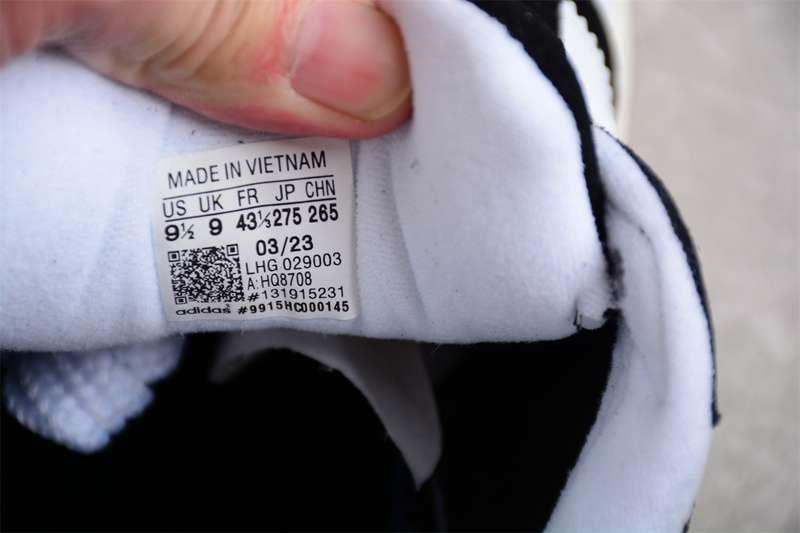 MADE IN VIETNAM
US UK FR JP CHN
9½ 9 43⅓ 275 265
03/23
LHG 029003
A:HQ8708
#131915231
adidas #9915HC000145